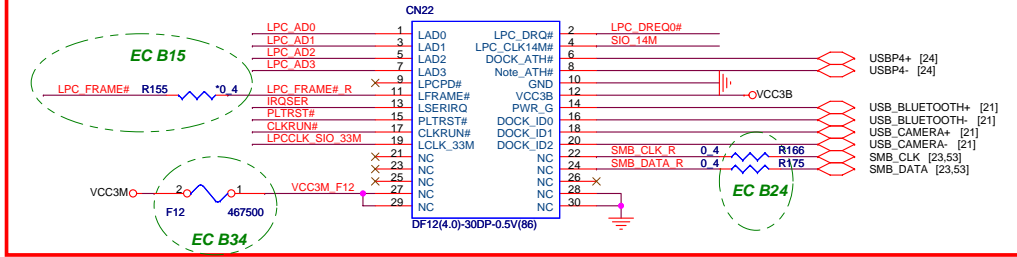 CN22
LPC_AD0 1 LAD0 LPC_DRQ# 2 LPC_DREQ0#
LPC_AD1 3 LAD1 LPC_CLK14M# 4 SIO_14M
LPC_AD2 5 LAD2 DOCK_ATH# 6 USBP4+ [24]
LPC_AD3 7 LAD3 Note_ATH# 8 USBP4- [24]
9 LPCPD# GND 10
LPC_FRAME# R155 *0_4 LPC_FRAME#_R 11 LFRAME# VCC3B 12 VCC3B
IRQSER 13 LSERIRQ PWR_G 14 USB_BLUETOOTH+ [21]
PLTRST# 15 PLTRST# DOCK_ID0 16 USB_BLUETOOTH- [21]
CLKRUN# 17 CLKRUN# DOCK_ID1 18 USB_CAMERA+ [21]
LPCCLK_SIO_33M 19 LCLK_33M DOCK_ID2 20 USB_CAMERA- [21]
21 NC NC 22 SMB_CLK_R 0_4 R166 SMB_CLK [23,53]
23 NC NC 24 SMB_DATA_R 0_4 R175 SMB_DATA [23,53]
25 NC NC 26
VCC3M 2 1 VCC3M_F12 27 NC NC 28
F12 467500 29 NC NC 30
DF12(4.0)-30DP-0.5V(86)
EC B15
EC B24
EC B34